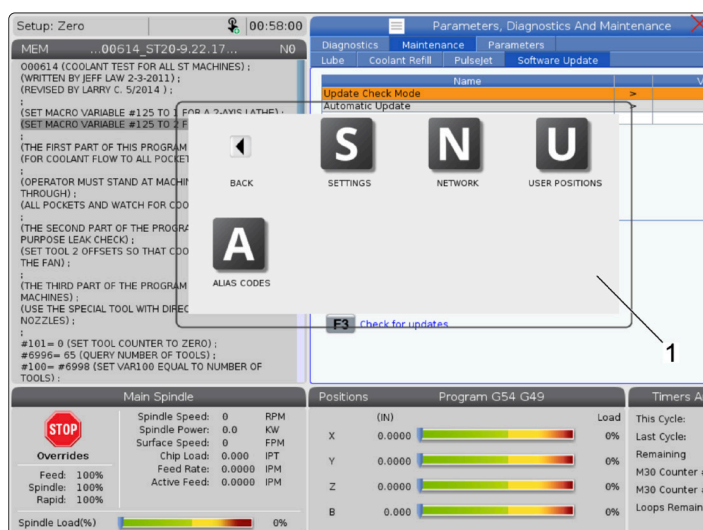 Setup: Zero
00:58:00
Parameters, Diagnostics And Maintenance
MEM ...00614_ST20-9.22.17... N0
O00614 (COOLANT TEST FOR ALL ST MACHINES) ;
(WRITTEN BY JEFF LAW 2-3-2011) ;
(REVISED BY LARRY C. 5/2014 ) ;
;
(SET MACRO VARIABLE #125 TO 1 FOR A 2-AXIS LATHE) ;
(SET MACRO VARIABLE #125 TO 2 F
;
(THE FIRST PART OF THIS PROGRAM
(FOR COOLANT FLOW TO ALL POCKET
;
(OPERATOR MUST STAND AT MACHIN
THROUGH) ;
(ALL POCKETS AND WATCH FOR COO
;
(THE SECOND PART OF THE PROGRA
PURPOSE LEAK CHECK) ;
(SET TOOL 2 OFFSETS SO THAT COO
THE FAN) ;
;
(THE THIRD PART OF THE PROGRAM
MACHINES) ;
(USE THE SPECIAL TOOL WITH DIREC
NOZZLES) ;
;
#101= 0 (SET TOOL COUNTER TO ZERO) ;
#6996= 65 (QUERY NUMBER OF TOOLS) ;
#100= #6998 (SET VAR100 EQUAL TO NUMBER OF
TOOLS) ;
Diagnostics Maintenance Parameters
Lube Coolant Refill PulseJet Software Update
Name V
Update Check Mode >
Automatic Update >
BACK
S
SETTINGS
N
NETWORK
U
USER POSITIONS
A
ALIAS CODES
F3 Check for updates
1
Main Spindle
STOP
Overrides
Feed: 100%
Spindle: 100%
Rapid: 100%
Spindle Speed: 0 RPM
Spindle Power: 0.0 KW
Surface Speed: 0 FPM
Chip Load: 0.000 IPT
Feed Rate: 0.0000 IPM
Active Feed: 0.0000 IPM
Spindle Load(%) 0%
Positions Program G54 G49
(IN) Load
X 0.0000 0%
Y 0.0000 0%
Z 0.0000 0%
B 0.000 0%
Timers A
This Cycle:
Last Cycle:
Remaining
M30 Counter #
M30 Counter #
Loops Remain